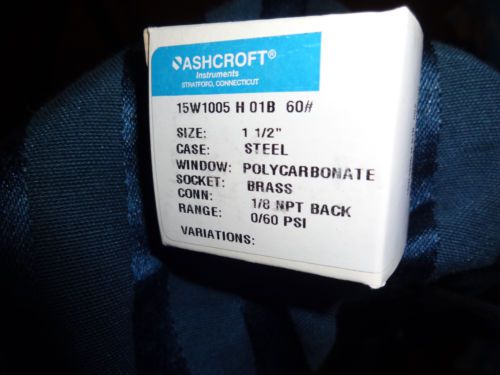 ASHCROFT®
Instruments
STRATFORD, CONNECTICUT
15W1005 H 01B 60#
SIZE: 1 1/2"
CASE: STEEL
WINDOW: POLYCARBONATE
SOCKET: BRASS
CONN: 1/8 NPT BACK
RANGE: 0/60 PSI
VARIATIONS: